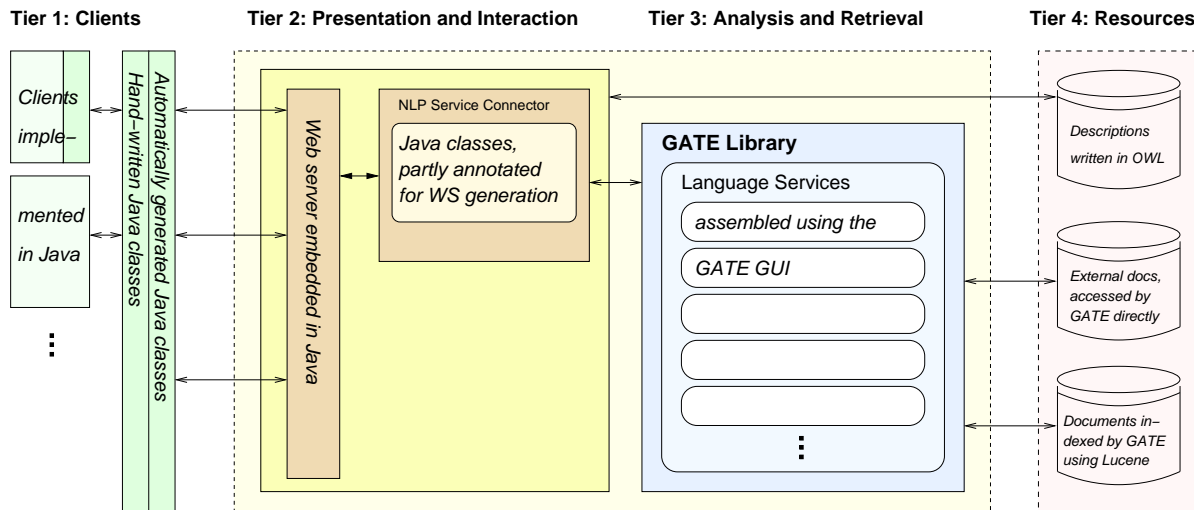 Tier 1: Clients
Tier 2: Presentation and Interaction
Tier 3: Analysis and Retrieval
Tier 4: Resources
Clients
imple−
mented
in Java
Hand−written Java classes
Automatically generated Java classes
Web server embedded in Java
NLP Service Connector
Java classes,
partly annotated
for WS generation
GATE Library
Language Services
assembled using the
GATE GUI
Descriptions
written in OWL
External docs,
accessed by
GATE directly
Documents in−
dexed by GATE
using Lucene